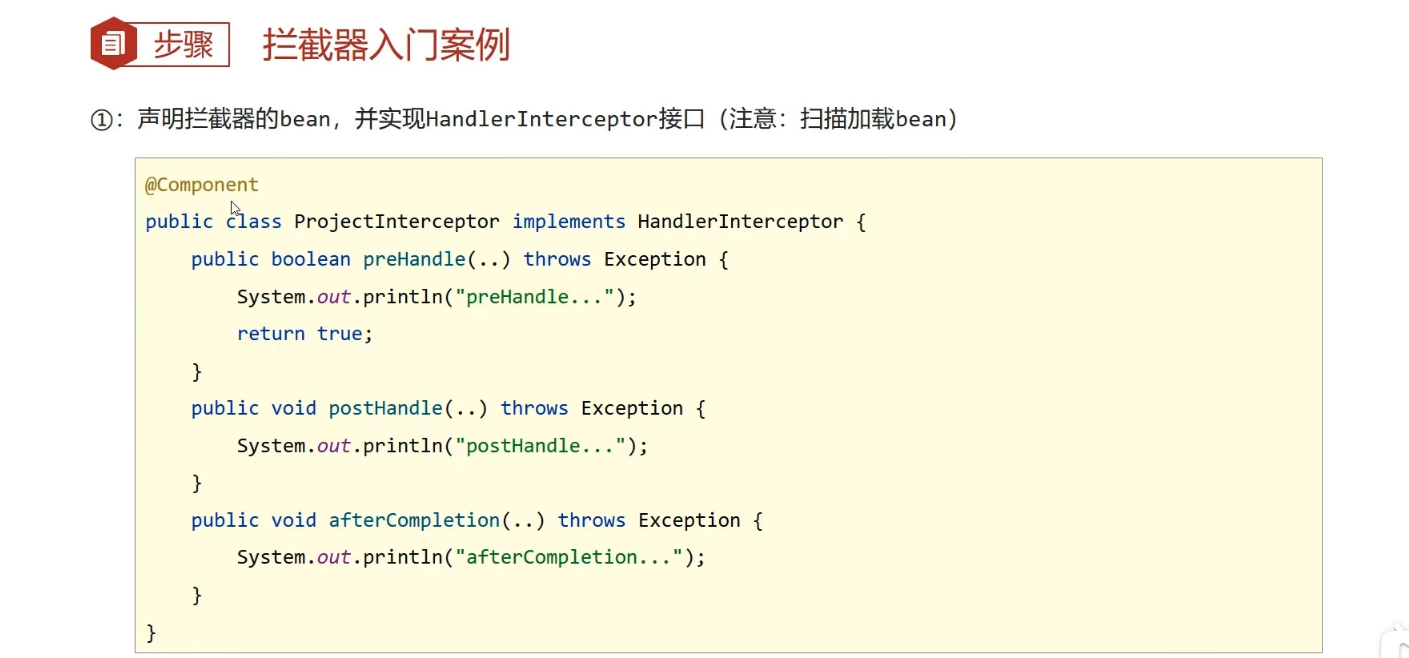 步骤 拦截器入门案例
①：声明拦截器的bean，并实现HandlerInterceptor接口（注意：扫描加载bean）
@Component
public class ProjectInterceptor implements HandlerInterceptor {
    public boolean preHandle(..) throws Exception {
        System.out.println("preHandle...");
        return true;
    }
    public void postHandle(..) throws Exception {
        System.out.println("postHandle...");
    }
    public void afterCompletion(..) throws Exception {
        System.out.println("afterCompletion...");
    }
}